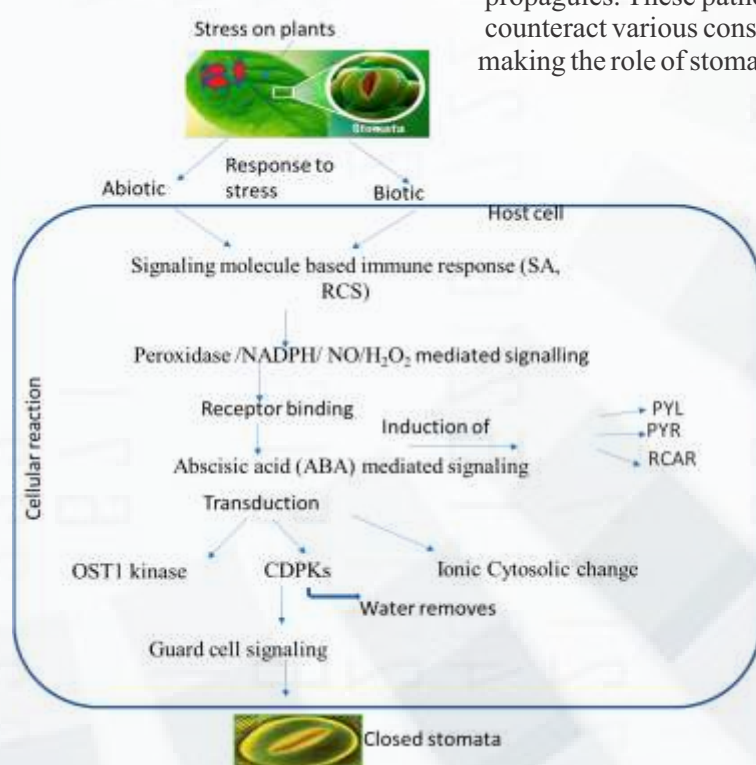 propagules. These path
counteract various cons
making the role of stoma
Stress on plants
Stomata
Response to
stress
Abiotic
Biotic
Host cell
Signaling molecule based immune response (SA,
RCS)
Peroxidase /NADPH/ NO/H₂O₂ mediated signalling
Receptor binding
Induction of
PYL
PYR
RCAR
Abscisic acid (ABA) mediated signaling
Transduction
Cellular reaction
OST1 kinase
CDPKs
Ionic Cytosolic change
Water removes
Guard cell signaling
Closed stomata